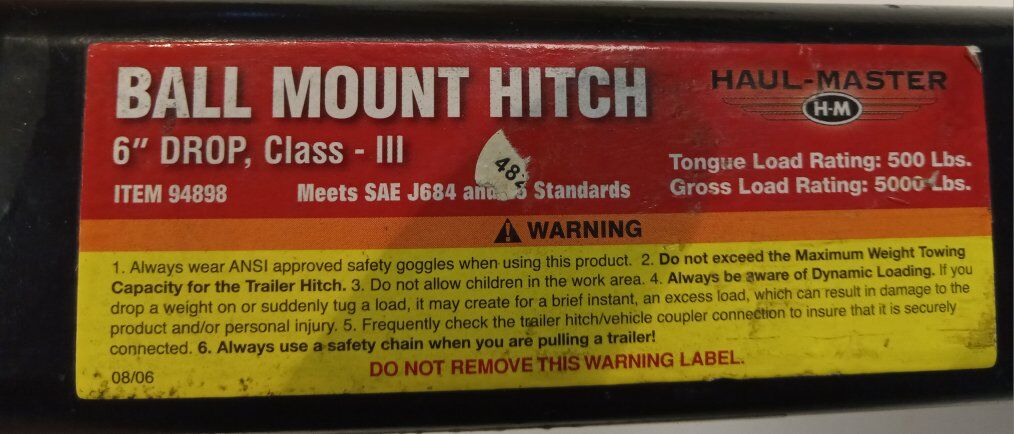 BALL MOUNT HITCH
HAUL-MASTER
H-M
6" DROP, Class - III
48
Tongue Load Rating: 500 Lbs.
ITEM 94898 Meets SAE J684 Standards
Gross Load Rating: 5000 Lbs.
WARNING
1. Always wear ANSI approved safety goggles when using this product. 2. Do not exceed the Maximum Weight Towing
Capacity for the Trailer Hitch. 3. Do not allow children in the work area. 4. Always be aware of Dynamic Loading. If you
drop a weight on or suddenly tug a load, it may create for a brief instant, an excess load, which can result in damage to the
product and/or personal injury. 5. Frequently check the trailer hitch/vehicle coupler connection to insure that it is securely
connected. 6. Always use a safety chain when you are pulling a trailer!
DO NOT REMOVE THIS WARNING LABEL.
08/06